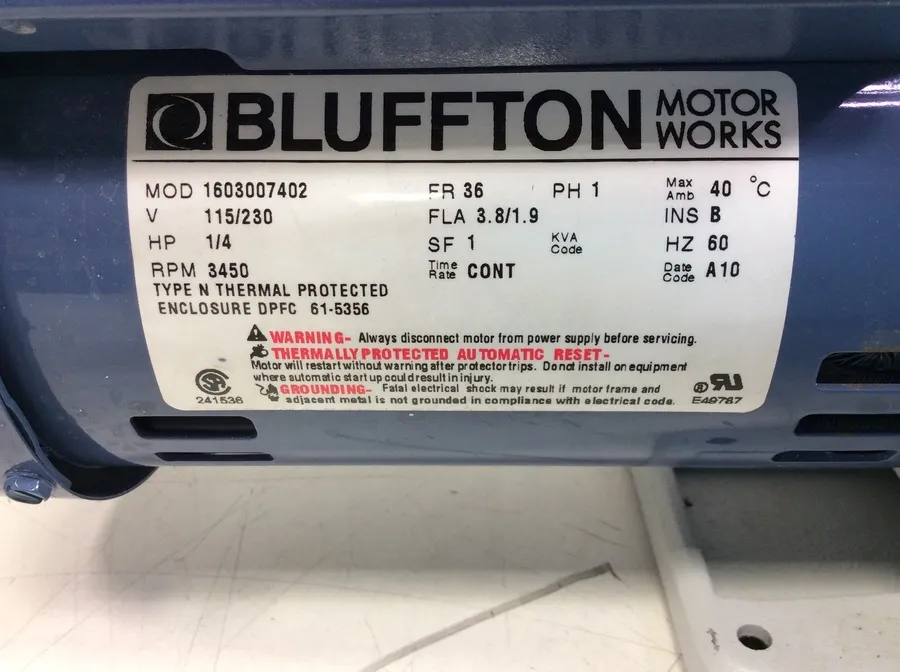 BLUFFTON MOTOR WORKS
MOD 1603007402 FR 36 PH 1 Max Amb 40 °C
V 115/230 FLA 3.8/1.9 INS B
HP 1/4 SF 1 KVA Code HZ 60
RPM 3450 Time Rate CONT Date Code A10
TYPE N THERMAL PROTECTED
ENCLOSURE DPFC 61-5356
WARNING- Always disconnect motor from power supply before servicing.
THERMALLY PROTECTED AUTOMATIC RESET-
Motor will restart without warning after protector trips. Do not install on equipment
where automatic start up could result in injury.
GROUNDING- Fatal electrical shock may result if motor frame and
adjacent metal is not grounded in compliance with electrical code.
241536 E49787